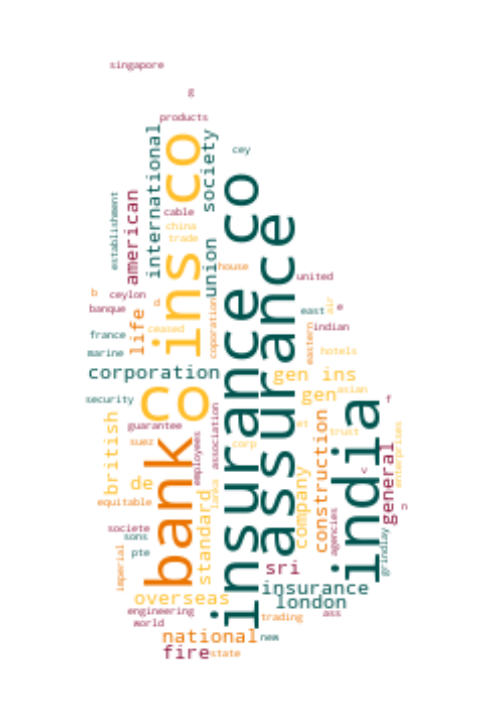 singapore
g
products
co
ins
international
society
cey
american
establishment
cable
china
trade
insurance co
assurance
union
house
united
b
ceylon
d
banque
life
ceased
coporation
air
e
east
indian
france
marine
eastern
hotels
corporation
gen ins
gen
asian
security
co
f
india
guarantee
association
british
suez
employees
corp
et
trust
enterprises
construction
bank
de
lanka
standard
company
v
general
equitable
n
agencies
grindlay
societe
sons
pte
imperial
sri
insurance
overseas
london
engineering
world
trading
ass
national
new
fire
state